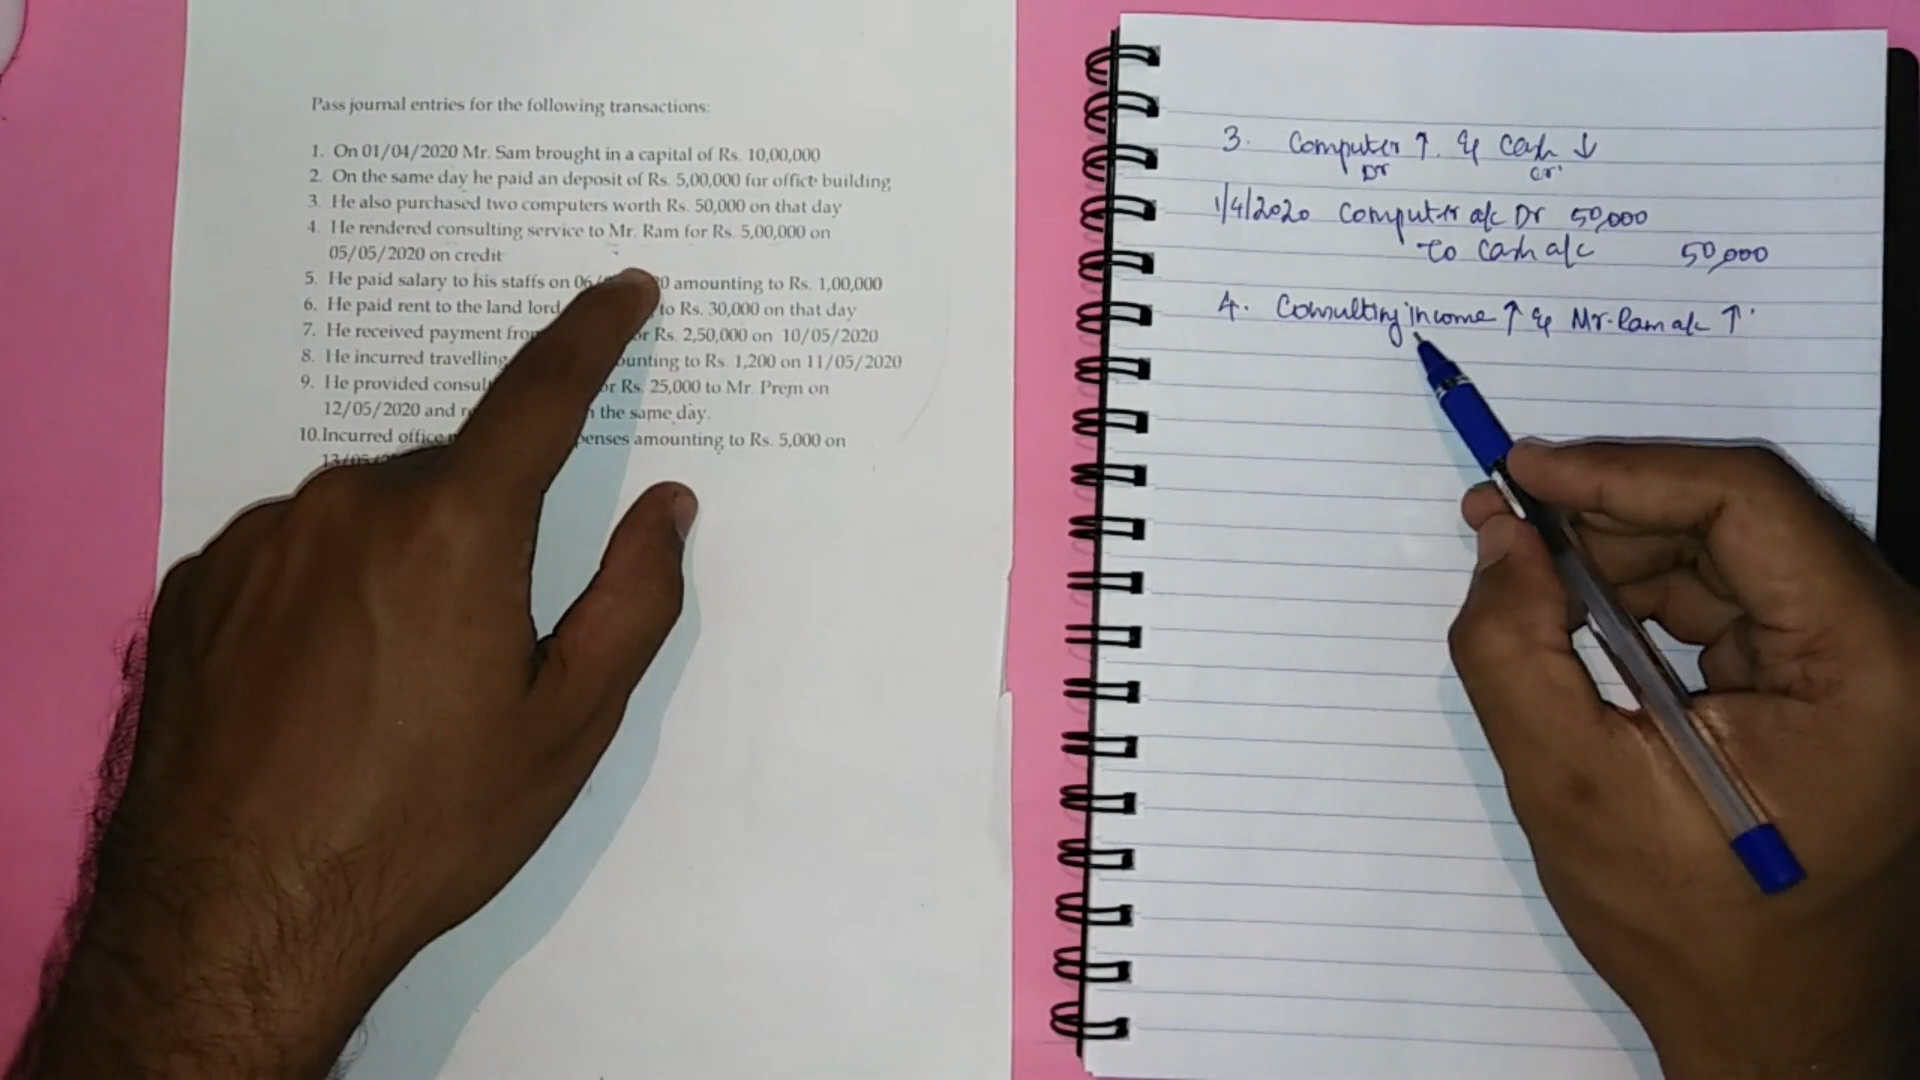 Pass journal entries for the following transactions:
1. On 01/04/2020 Mr. Sam brought in a capital of Rs. 10,00,000
2. On the same day he paid an deposit of Rs. 5,00,000 for office building
3. He also purchased two computers worth Rs. 50,000 on that day
4. He rendered consulting service to Mr. Ram for Rs. 5,00,000 on
05/05/2020 on credit
5. He paid salary to his staffs on 06/ 20 amounting to Rs. 1,00,000
6. He paid rent to the land lord to Rs. 30,000 on that day
7. He received payment from or Rs. 2,50,000 on 10/05/2020
8. He incurred travelling ounting to Rs. 1,200 on 11/05/2020
9. He provided consul or Rs. 25,000 to Mr. Prem on
12/05/2020 and the same day.
10. Incurred office penses amounting to Rs. 5,000 on
13/05/
3. Computer ↑. & Cash ↓
Dr Cr.
1/4/2020 Computer a/c Dr 50,000
To Cash a/c 50,000
4. Consulting income ↑ & Mr. Ram a/c ↑